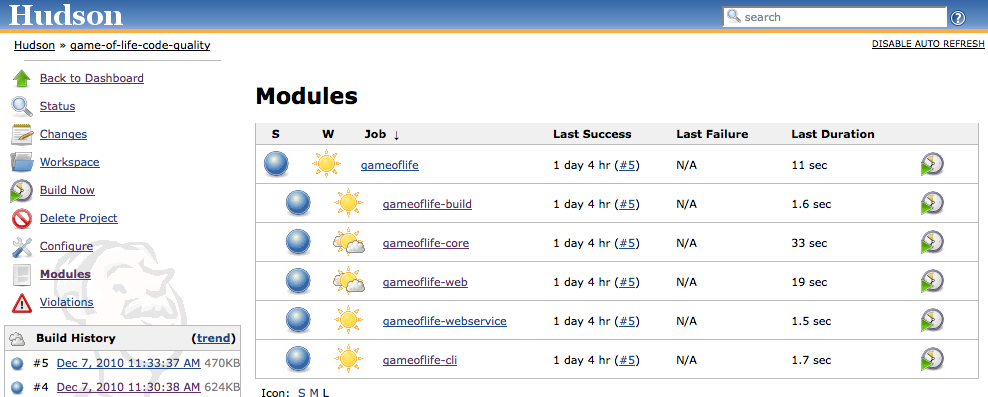 Hudson
search
Hudson » game-of-life-code-quality
DISABLE AUTO REFRESH
Back to Dashboard
Status
Changes
Workspace
Build Now
Delete Project
Configure
Modules
Violations
Build History (trend)
#5 Dec 7, 2010 11:33:37 AM 470KB
#4 Dec 7, 2010 11:30:38 AM 624KB
Modules
S W Job ↓ Last Success Last Failure Last Duration
gameoflife 1 day 4 hr (#5) N/A 11 sec
gameoflife-build 1 day 4 hr (#5) N/A 1.6 sec
gameoflife-core 1 day 4 hr (#5) N/A 33 sec
gameoflife-web 1 day 4 hr (#5) N/A 19 sec
gameoflife-webservice 1 day 4 hr (#5) N/A 1.5 sec
gameoflife-cli 1 day 4 hr (#5) N/A 1.7 sec
Icon: S M L